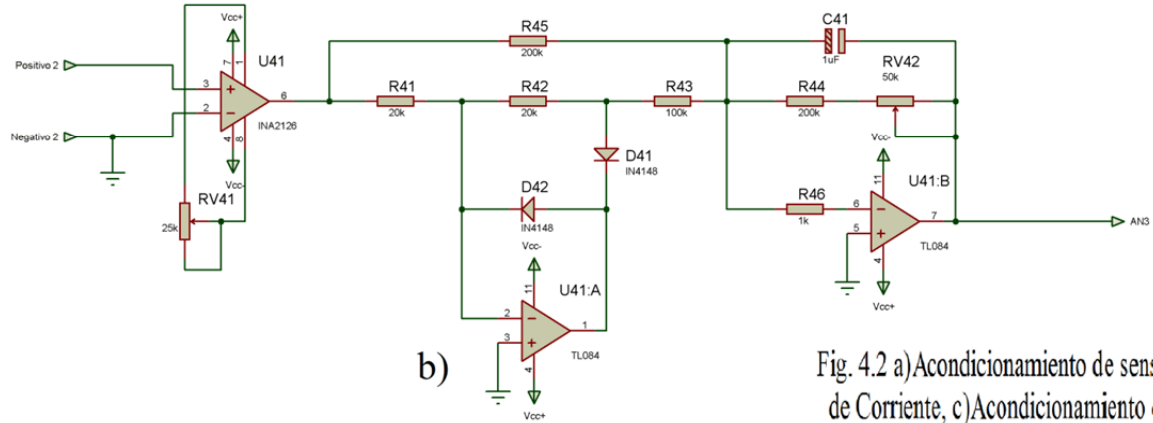 R45
200k
C41
1uF
Vcc+
U41
Positivo 2
7
1
3
2
6
INA2126
Negativo 2
4
8
Vcc-
R41
20k
R42
20k
R43
100k
R44
200k
RV42
50k
Vcc-
D41
IN4148
RV41
25k
D42
IN4148
R46
1k
11
U41:B
6
5
7
AN3
TL084
4
Vcc+
Vcc-
11
U41:A
2
3
1
TL084
4
Vcc+
b)
Fig. 4.2 a)Acondicionamiento de sens
de Corriente, c)Acondicionamiento